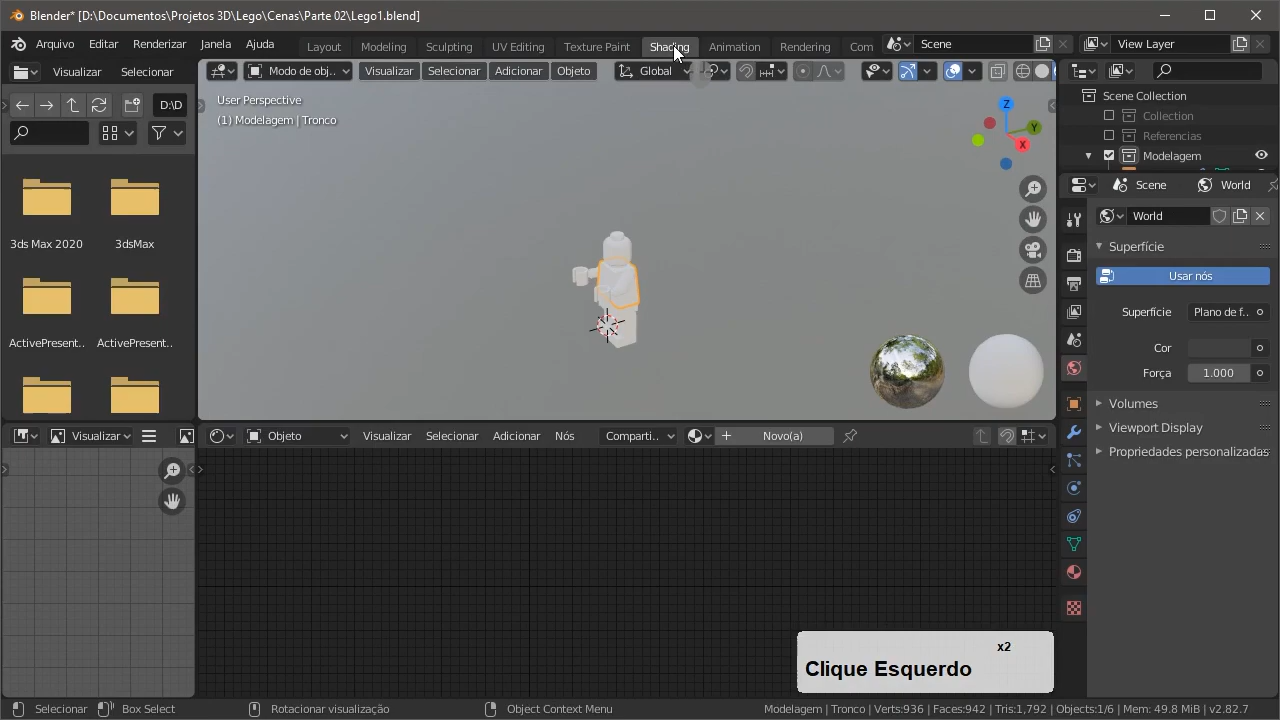 Blender* [D:\Documentos\Projetos 3D\Lego\Cenas\Parte 02\Lego1.blend]
Arquivo Editar Renderizar Janela Ajuda Layout Modeling Sculpting UV Editing Texture Paint Shading Animation Rendering Com Scene View Layer
Visualizar Selecionar Modo de obj.. Visualizar Selecionar Adicionar Objeto Global
D:\D
User Perspective
(1) Modelagem | Tronco
Z
Y
X
Scene Collection
Collection
Referencias
Modelagem
Scene World
World
Superfície
Usar nós
Superfície Plano de f..
Cor
Força 1.000
Volumes
Viewport Display
Propriedades personalizadas
3ds Max 2020 3dsMax
ActivePresent.. ActivePresent..
Visualizar Objeto Visualizar Selecionar Adicionar Nós Comparti.. Novo(a)
x2
Clique Esquerdo
Selecionar Box Select Rotacionar visualização Object Context Menu Modelagem | Tronco | Verts:936 | Faces:942 | Tris:1,792 | Objects:1/6 | Mem: 49.8 MiB | v2.82.7